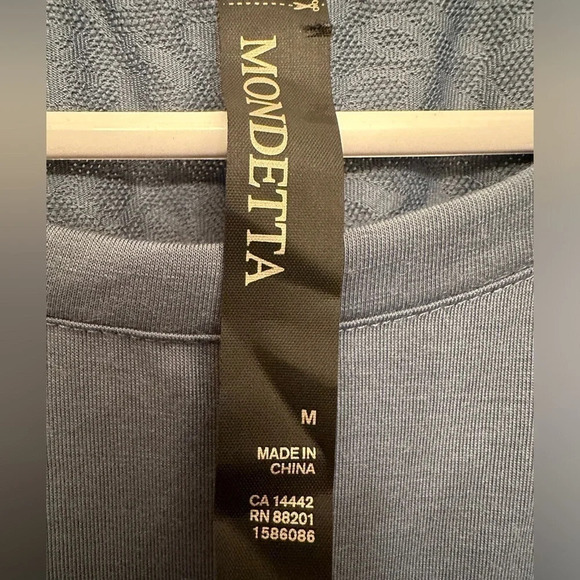 MONDETTA
M
MADE IN
CHINA
CA 14442
RN 88201
1586086